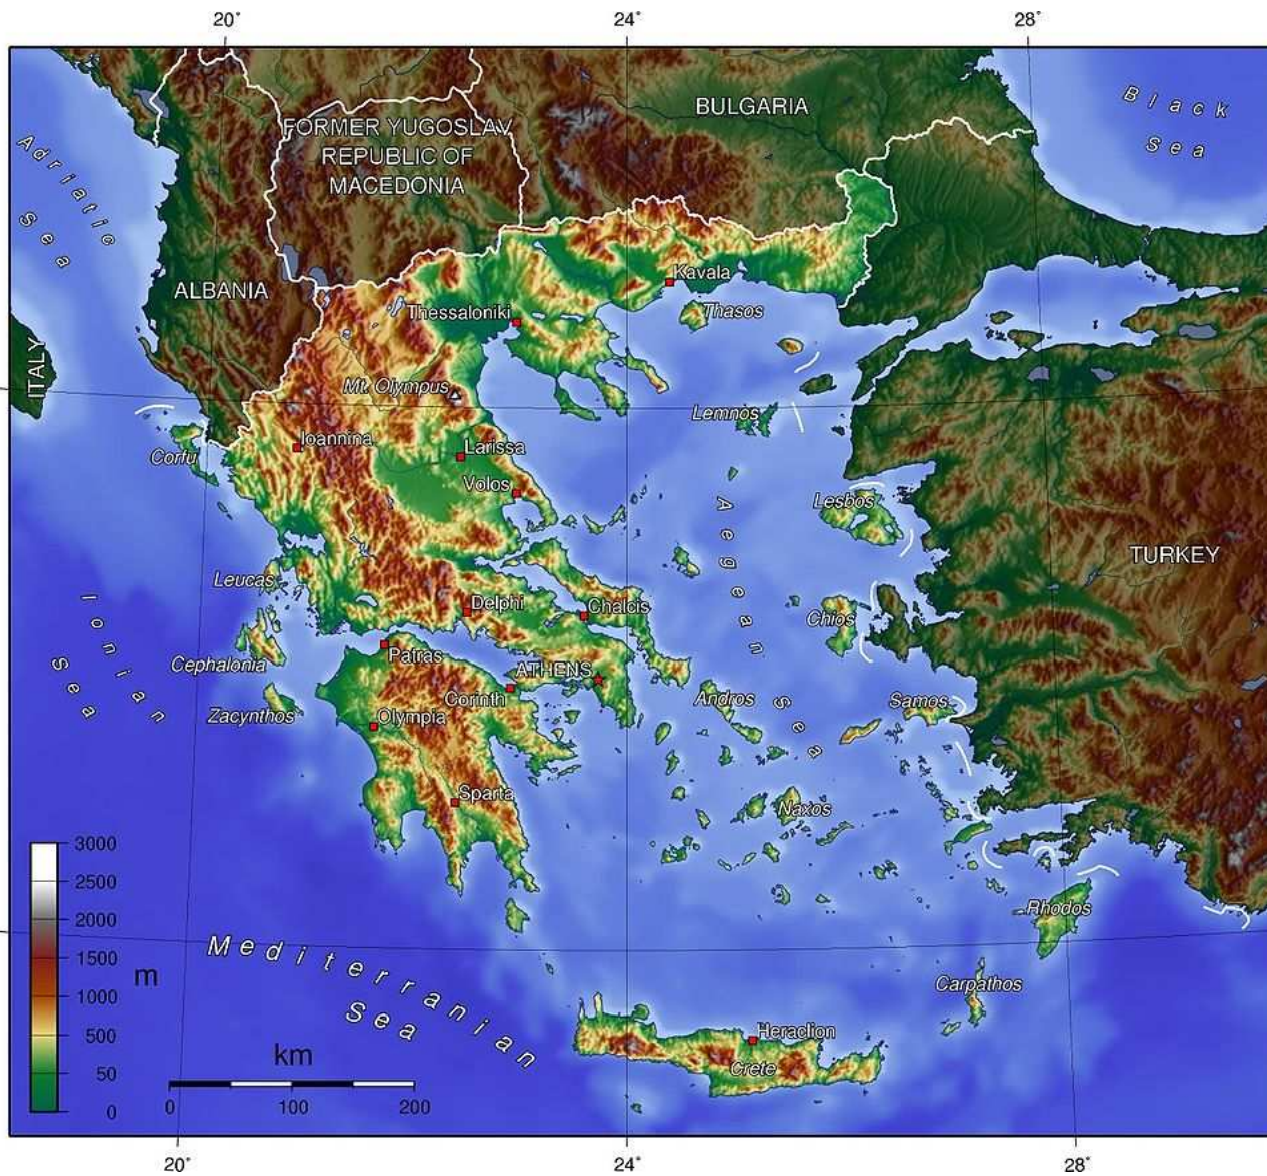 20°
24°
28°
BULGARIA
Black
Sea
FORMER YUGOSLAV
REPUBLIC OF
MACEDONIA
Adriatic
Sea
ALBANIA
Kavala
Thessaloniki
Thasos
ITALY
Mt. Olympus
Lemnos
Ioannina
Larissa
Corfu
Volos
Lesbos
Aegean
Sea
TURKEY
Leucas
Delphi
Chalcis
Chios
Ionian
Sea
Patras
Cephalonia
ATHENS
Corinth
Andros
Samos
Zacynthos
Olympia
Sparta
Naxos
3000
2500
2000
1500
1000
500
50
0
m
Rhodos
Mediterranian
Sea
Carpathos
Heraclion
Crete
km
0
100
200
20°
24°
28°